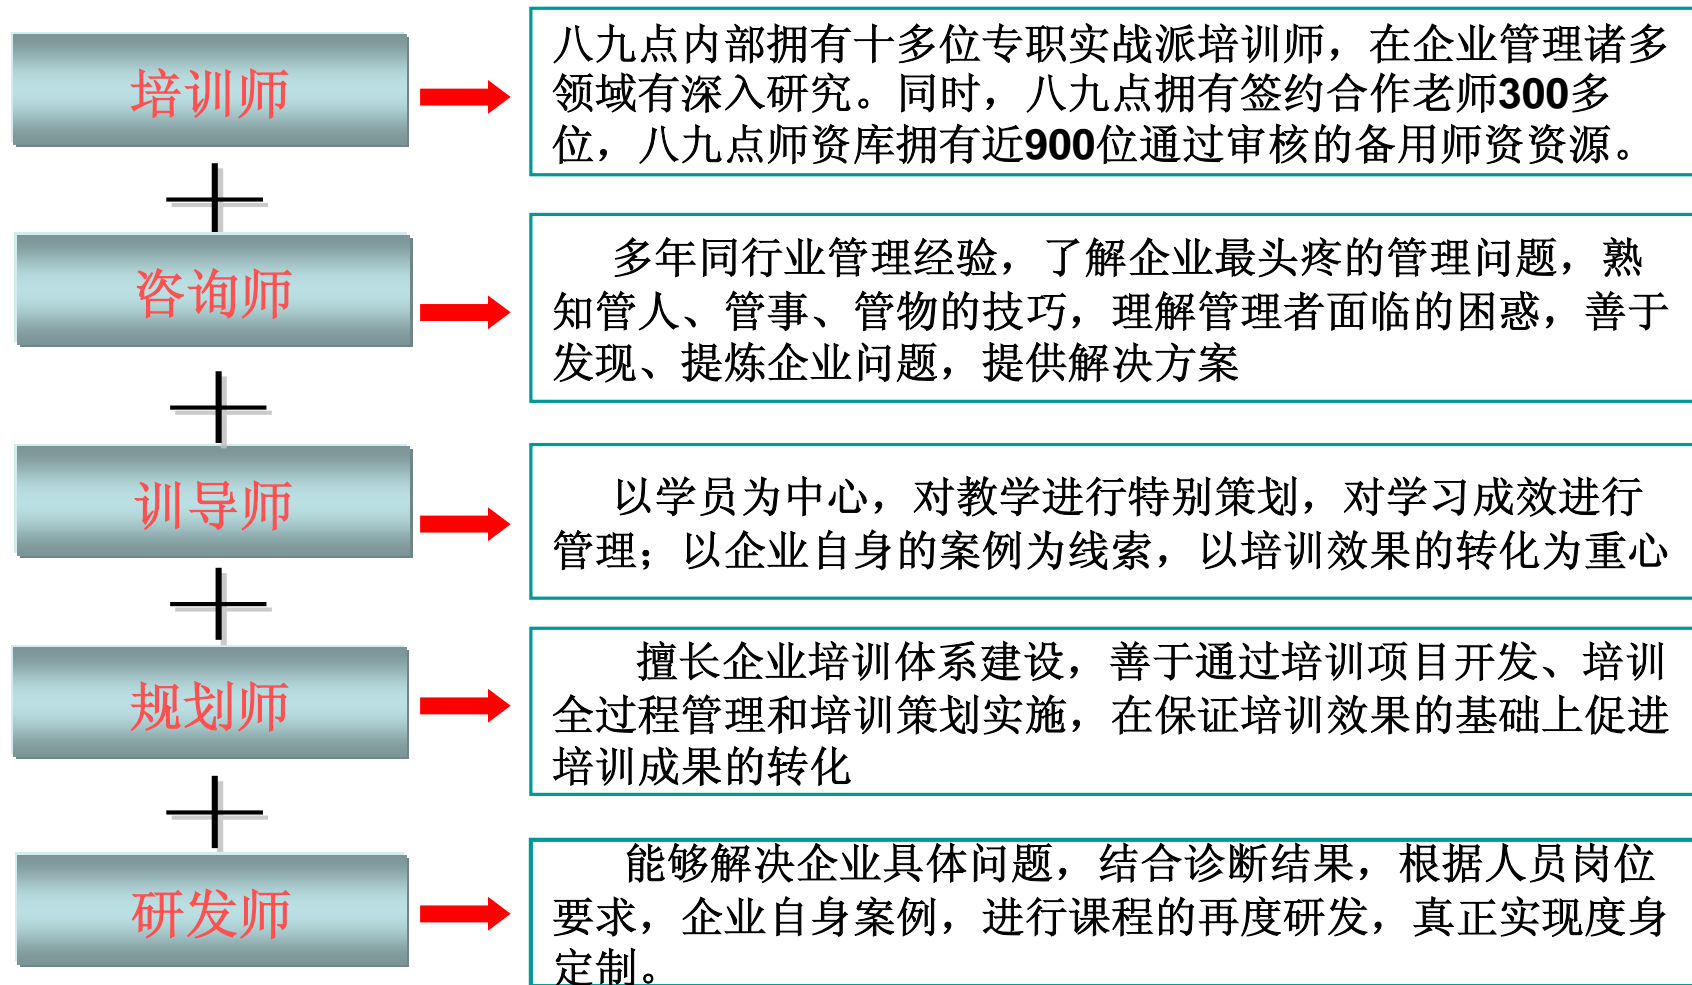 培训师
八九点内部拥有十多位专职实战派培训师，在企业管理诸多
领域有深入研究。同时，八九点拥有签约合作老师300多
位，八九点师资库拥有近900位通过审核的备用师资资源。
咨询师
多年同行业管理经验，了解企业最头疼的管理问题，熟
知管人、管事、管物的技巧，理解管理者面临的困惑，善于
发现、提炼企业问题，提供解决方案
训导师
以学员为中心，对教学进行特别策划，对学习成效进行
管理；以企业自身的案例为线索，以培训效果的转化为重心
规划师
擅长企业培训体系建设，善于通过培训项目开发、培训
全过程管理和培训策划实施，在保证培训效果的基础上促进
培训成果的转化
研发师
能够解决企业具体问题，结合诊断结果，根据人员岗位
要求，企业自身案例，进行课程的再度研发，真正实现度身
定制。